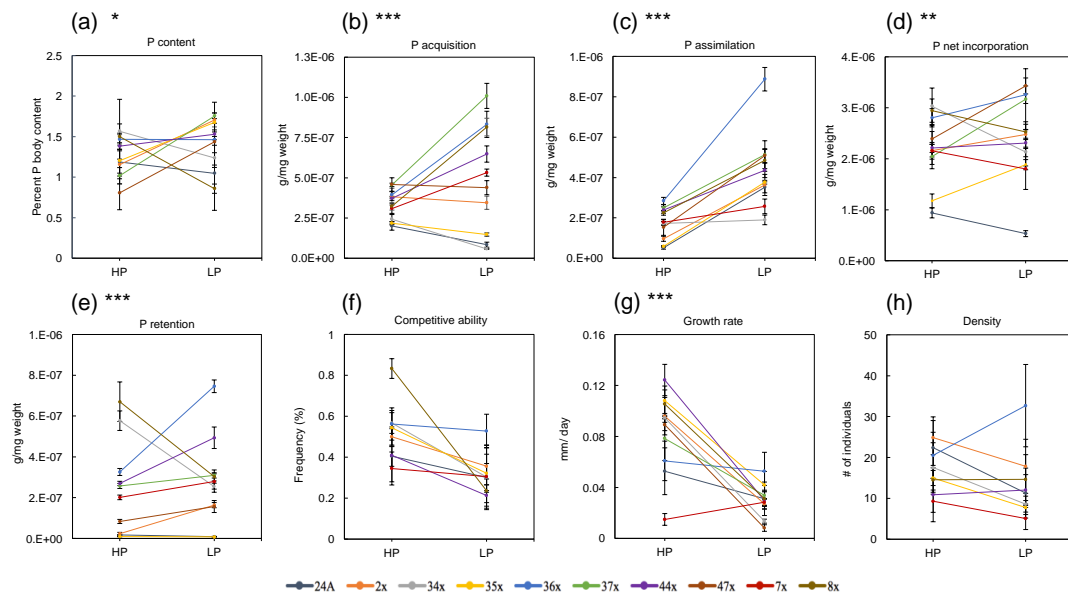 (a) *
P content
Percent P body content
2.5
2
1.5
1
0.5
0
HP LP
(b) ***
P acquisition
g/mg weight
1.3E-06
1.0E-06
7.5E-07
5.0E-07
2.5E-07
0.E+00
HP LP
(c) ***
P assimilation
g/mg weight
1.E-06
8.E-07
6.E-07
4.E-07
2.E-07
0.E+00
HP LP
(d) **
P net incorporation
g/mg weight
4.E-06
3.E-06
2.E-06
1.E-06
0.E+00
HP LP
(e) ***
P retention
g/mg weight
1.E-06
8.E-07
6.E-07
4.E-07
2.E-07
0.E+00
HP LP
(f)
Competitive ability
Frequency (%)
1
0.8
0.6
0.4
0.2
0
HP LP
(g) ***
Growth rate
mm/ day
0.16
0.12
0.08
0.04
0
HP LP
(h)
Density
# of individuals
50
40
30
20
10
0
HP LP
24A 2x 34x 35x 36x 37x 44x 47x 7x 8x